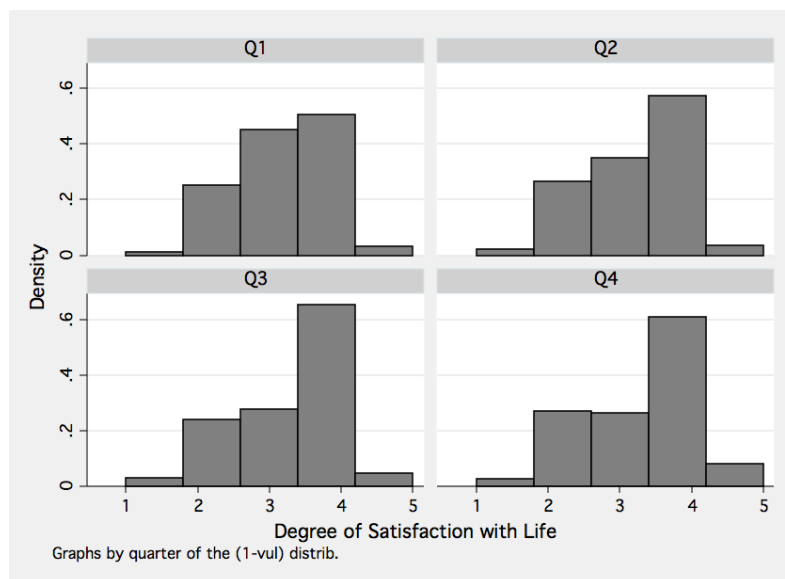 Q1 Q2
.6
.4
.2
0
Density
Q3 Q4
.6
.4
.2
0
1 2 3 4 5 1 2 3 4 5
Degree of Satisfaction with Life
Graphs by quarter of the (1-vul) distrib.